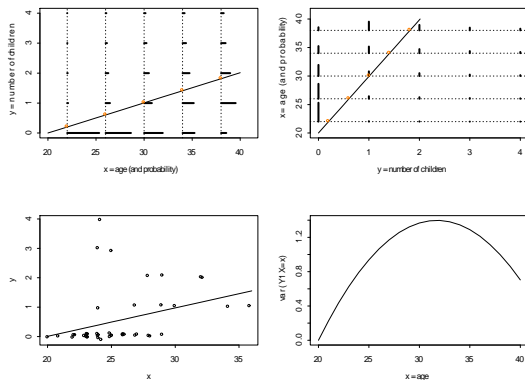 4
3
2
1
0
y = number of children
20 25 30 35 40
x = age (and probability)
40
35
30
25
20
x = age (and probability)
0 1 2 3 4
y = number of children
4
3
2
1
0
y
20 25 30 35
x
1.2
0.8
0.4
0.0
var (Y1 X=x)
20 25 30 35 40
x = age